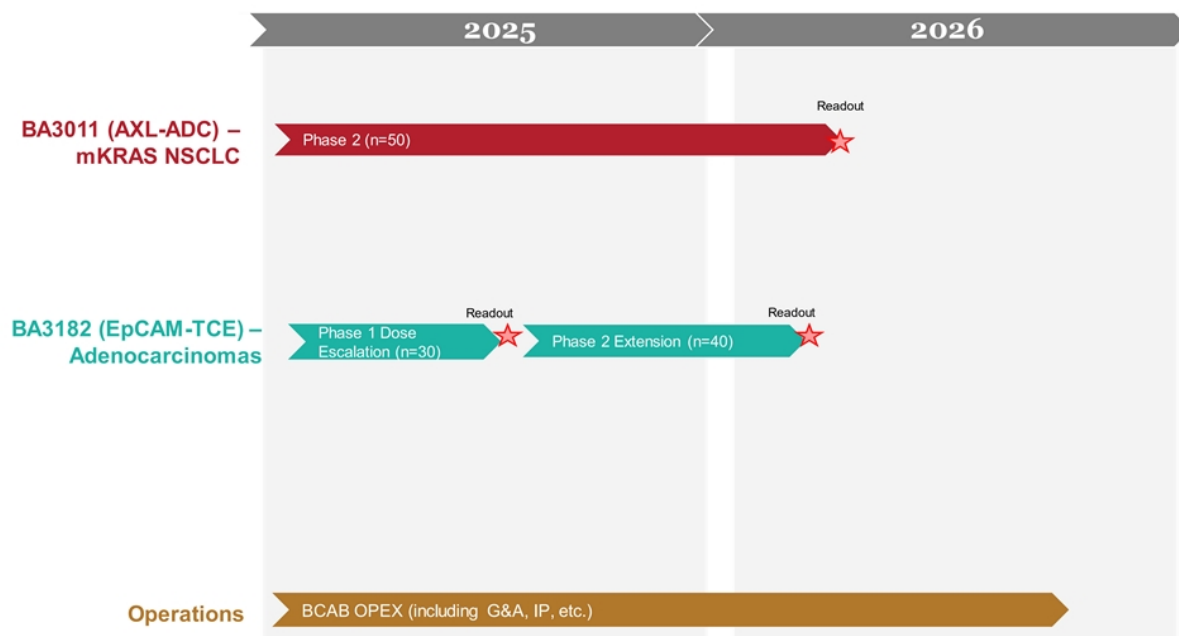 2025
2026
Readout
BA3011 (AXL-ADC) –
mKRAS NSCLC
Phase 2 (n=50)
Readout
Readout
BA3182 (EpCAM-TCE) –
Adenocarcinomas
Phase 1 Dose
Escalation (n=30)
Phase 2 Extension (n=40)
Operations
BCAB OPEX (including G&A, IP, etc.)